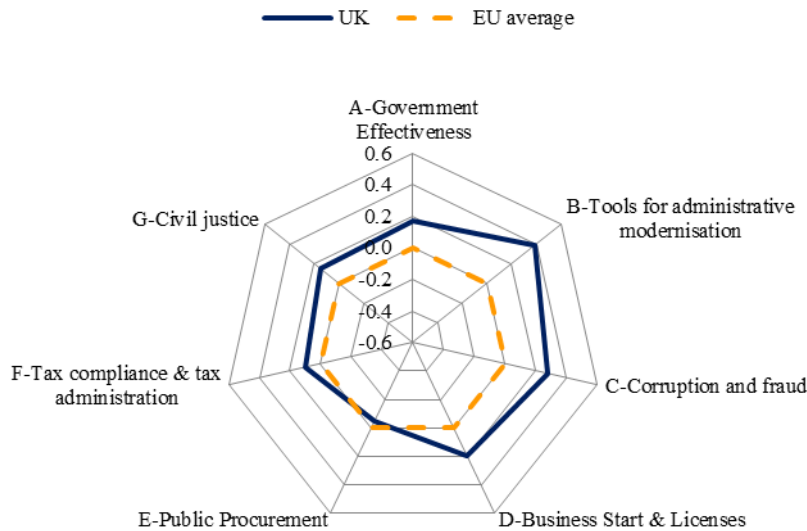 UK EU average
A-Government
Effectiveness
0.6
0.4
0.2
0.0
-0.2
-0.4
-0.6
B-Tools for administrative
modernisation
G-Civil justice
F-Tax compliance & tax
administration
C-Corruption and fraud
E-Public Procurement
D-Business Start & Licenses